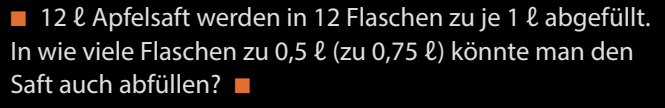 ■ 12 ℓ Apfelsaft werden in 12 Flaschen zu je 1 ℓ abgefüllt.
In wie viele Flaschen zu 0,5 ℓ (zu 0,75 ℓ) könnte man den
Saft auch abfüllen? ■